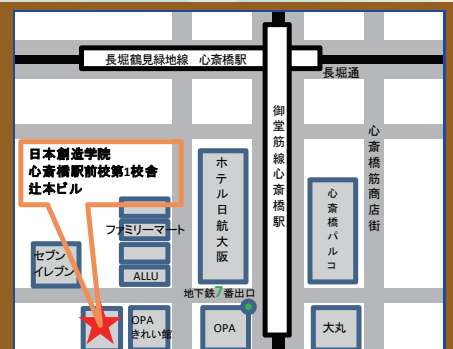 長堀鶴見緑地線 心斎橋駅
長堀通
日本創造学院
心斎橋駅前校第1校舎
辻本ビル
御堂筋線心斎橋駅
心斎橋筋商店街
ホテル日航大阪
心斎橋パルコ
ファミリーマート
セブン
イレブン
ALLU
地下鉄7番出口
OPA
きれい館
OPA
大丸